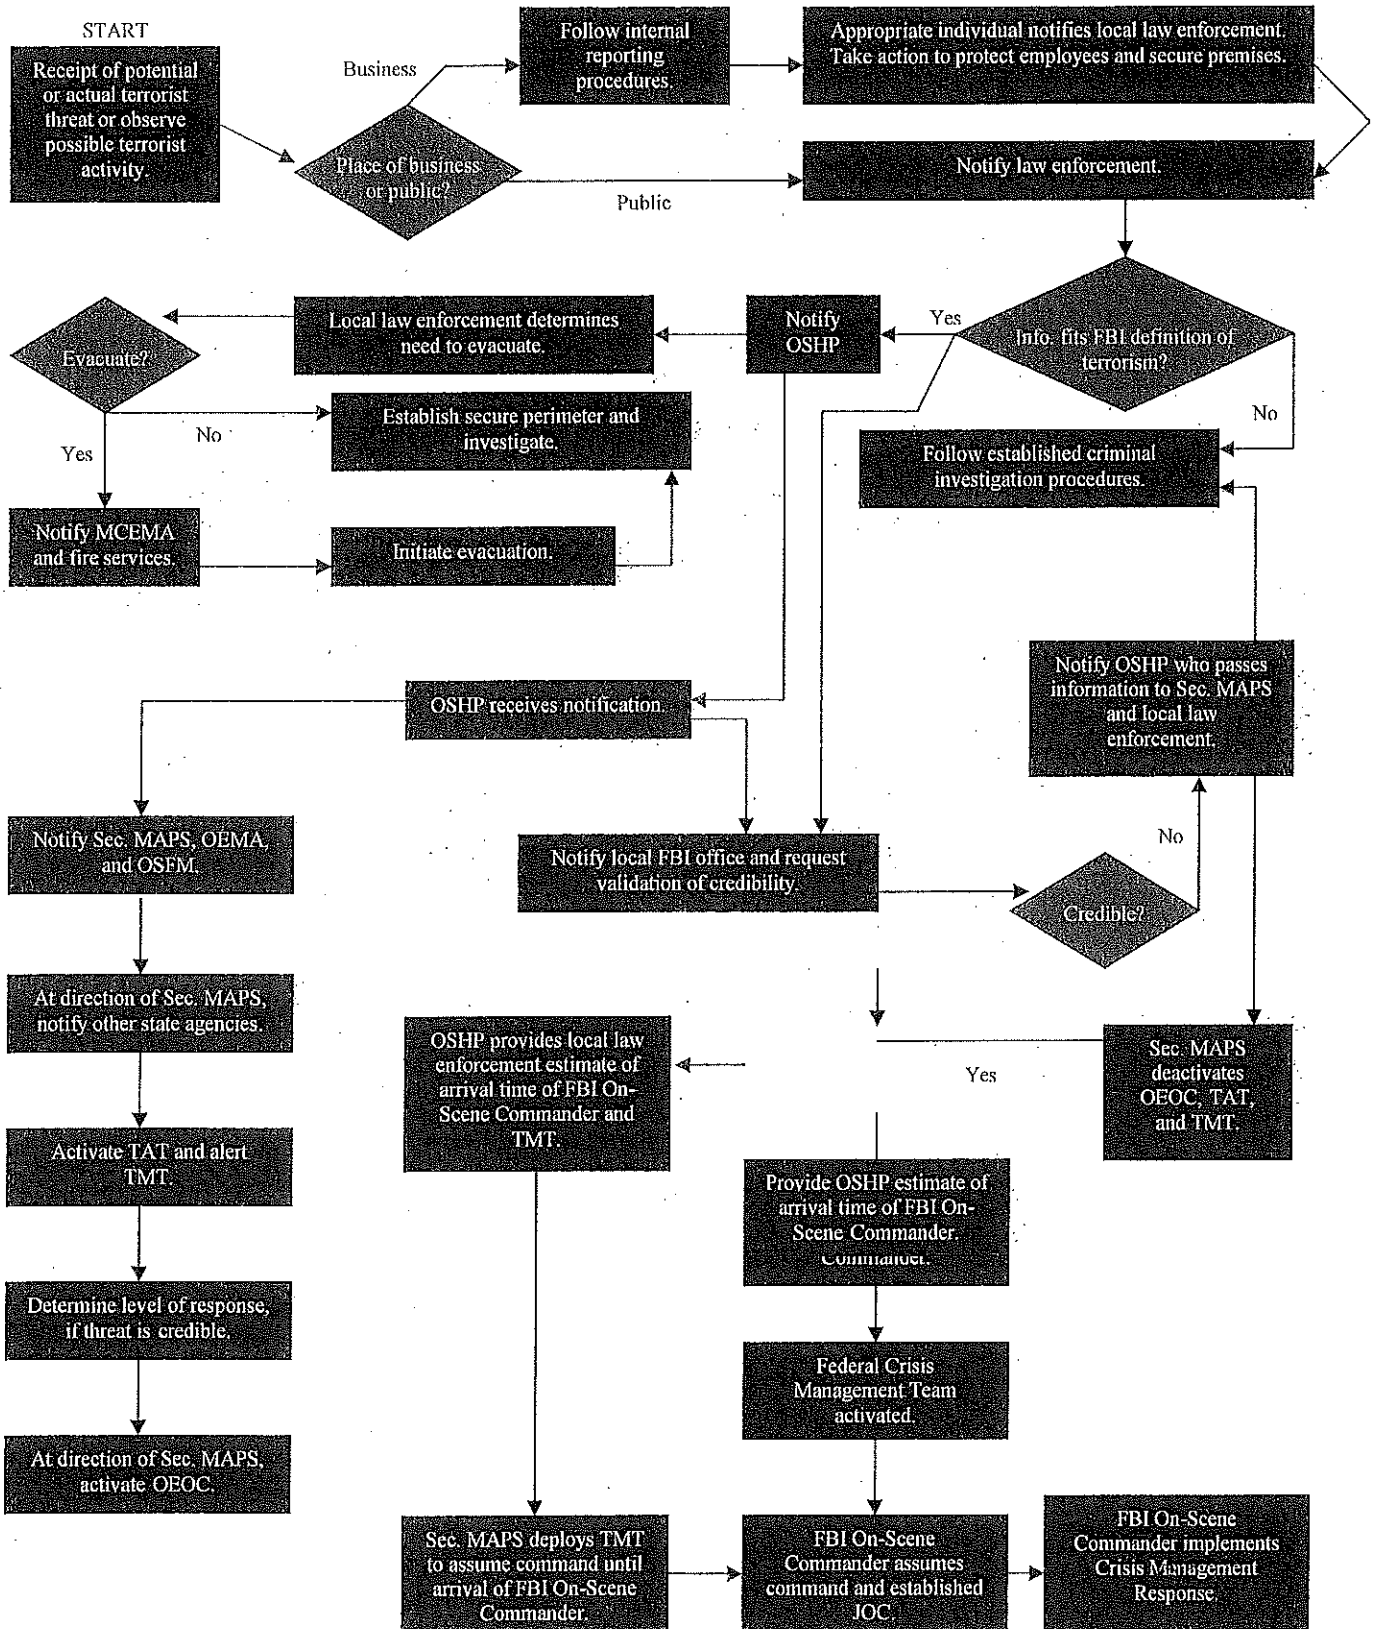 START
Receipt of potential
or actual terrorist
threat or observe
possible terrorist
activity.
Business
Place of business
or public?
Public
Follow internal
reporting
procedures.
Appropriate individual notifies local law enforcement.
Take action to protect employees and secure premises.
Notify law enforcement.
Info. fits FBI definition of
terrorism?
Yes
No
Notify
OSHP
Local law enforcement determines
need to evacuate.
Evacuate?
No
Yes
Establish secure perimeter and
investigate.
Notify MCEMA
and fire services.
Initiate evacuation.
Follow established criminal
investigation procedures.
OSHP receives notification.
Notify OSHP who passes
information to Sec. MAPS
and local law
enforcement.
Notify Sec. MAPS, OEMA,
and OSFM.
Notify local FBI office and request
validation of credibility.
No
Credible?
At direction of Sec. MAPS,
notify other state agencies.
OSHP provides local law
enforcement estimate of
arrival time of FBI On-
Scene Commander and
TMT.
Yes
Sec. MAPS
deactivates
OEOC, TAT,
and TMT.
Activate TAT and alert
TMT.
Provide OSHP estimate of
arrival time of FBI On-
Scene Commander.
Commander.
Determine level of response,
if threat is credible.
Federal Crisis
Management Team
activated.
At direction of Sec. MAPS,
activate OEOC.
Sec. MAPS deploys TMT
to assume command until
arrival of FBI On-Scene
Commander.
FBI On-Scene
Commander assumes
command and established
JOC.
FBI On-Scene
Commander implements
Crisis Management
Response.